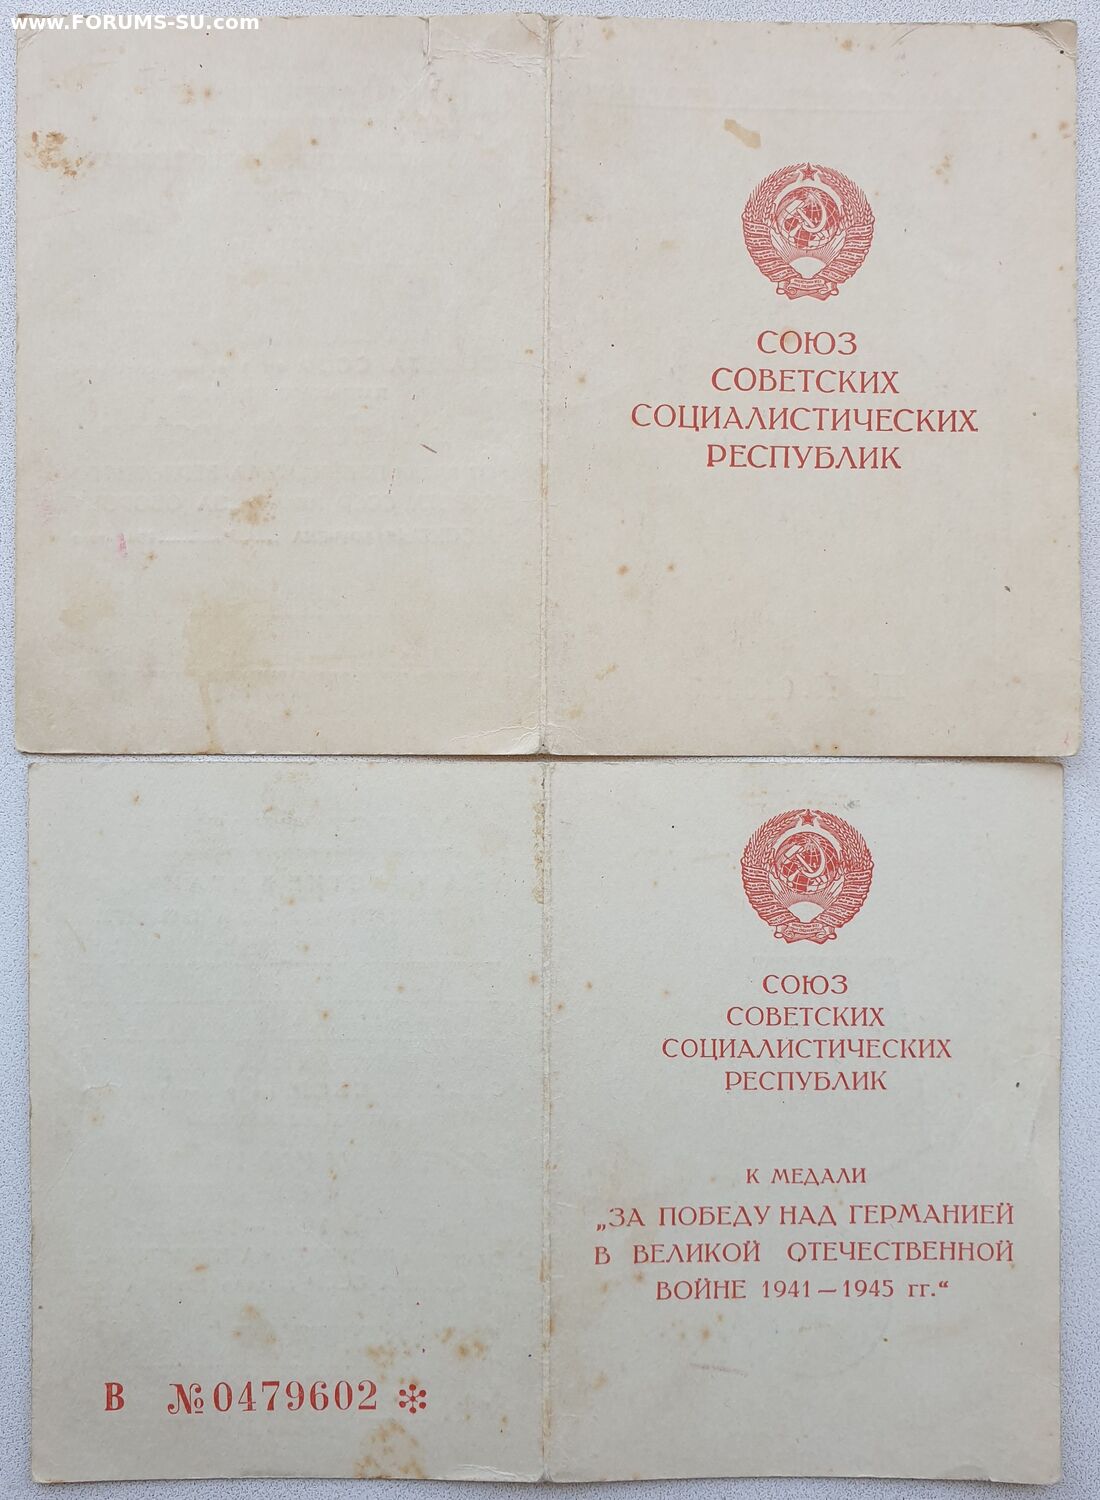 www.FORUMS-SU.com
СОЮЗ
СОВЕТСКИХ
СОЦИАЛИСТИЧЕСКИХ
РЕСПУБЛИК
СОЮЗ
СОВЕТСКИХ
СОЦИАЛИСТИЧЕСКИХ
РЕСПУБЛИК
К МЕДАЛИ
„ЗА ПОБЕДУ НАД ГЕРМАНИЕЙ
В ВЕЛИКОЙ ОТЕЧЕСТВЕННОЙ
ВОЙНЕ 1941—1945 гг.“
В №0479602 *